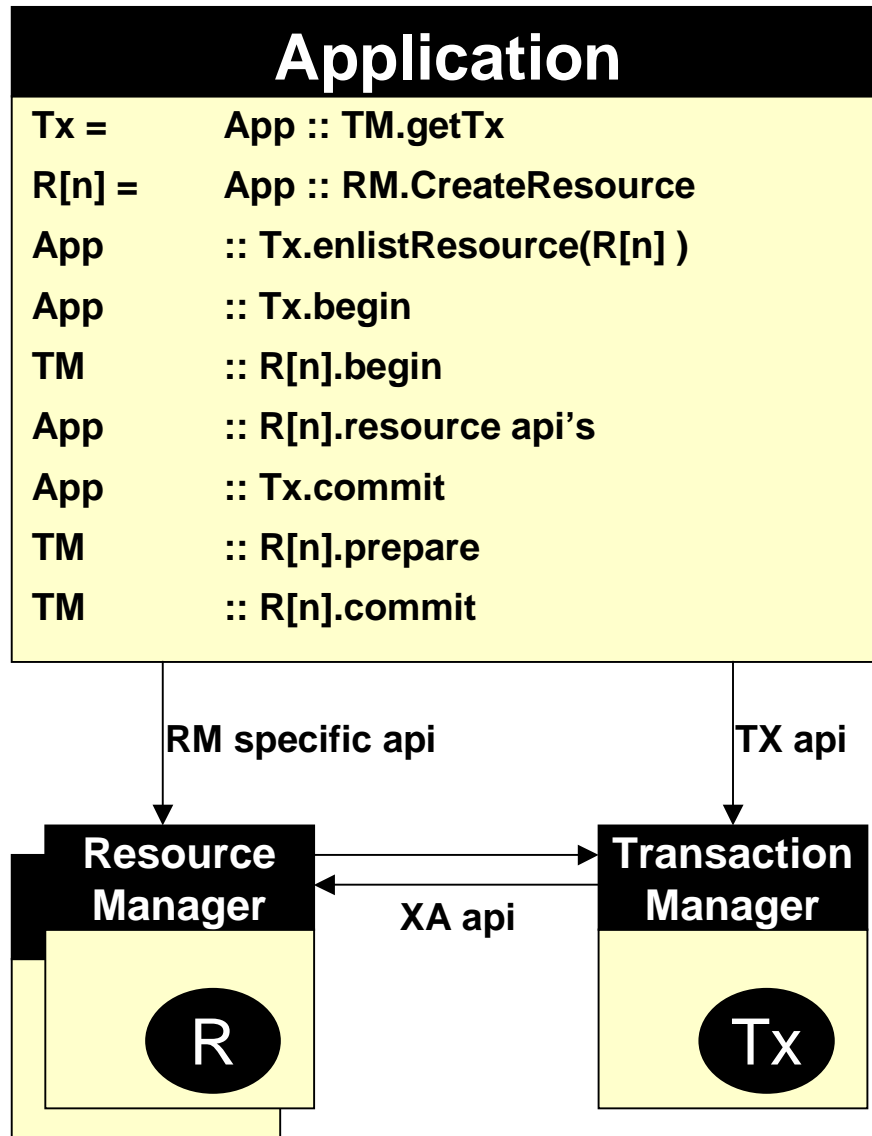 Application
Tx = App :: TM.getTx
R[n] = App :: RM.CreateResource
App :: Tx.enlistResource(R[n] )
App :: Tx.begin
TM :: R[n].begin
App :: R[n].resource api’s
App :: Tx.commit
TM :: R[n].prepare
TM :: R[n].commit
RM specific api
TX api
Resource
Manager
XA api
Transaction
Manager
R
Tx